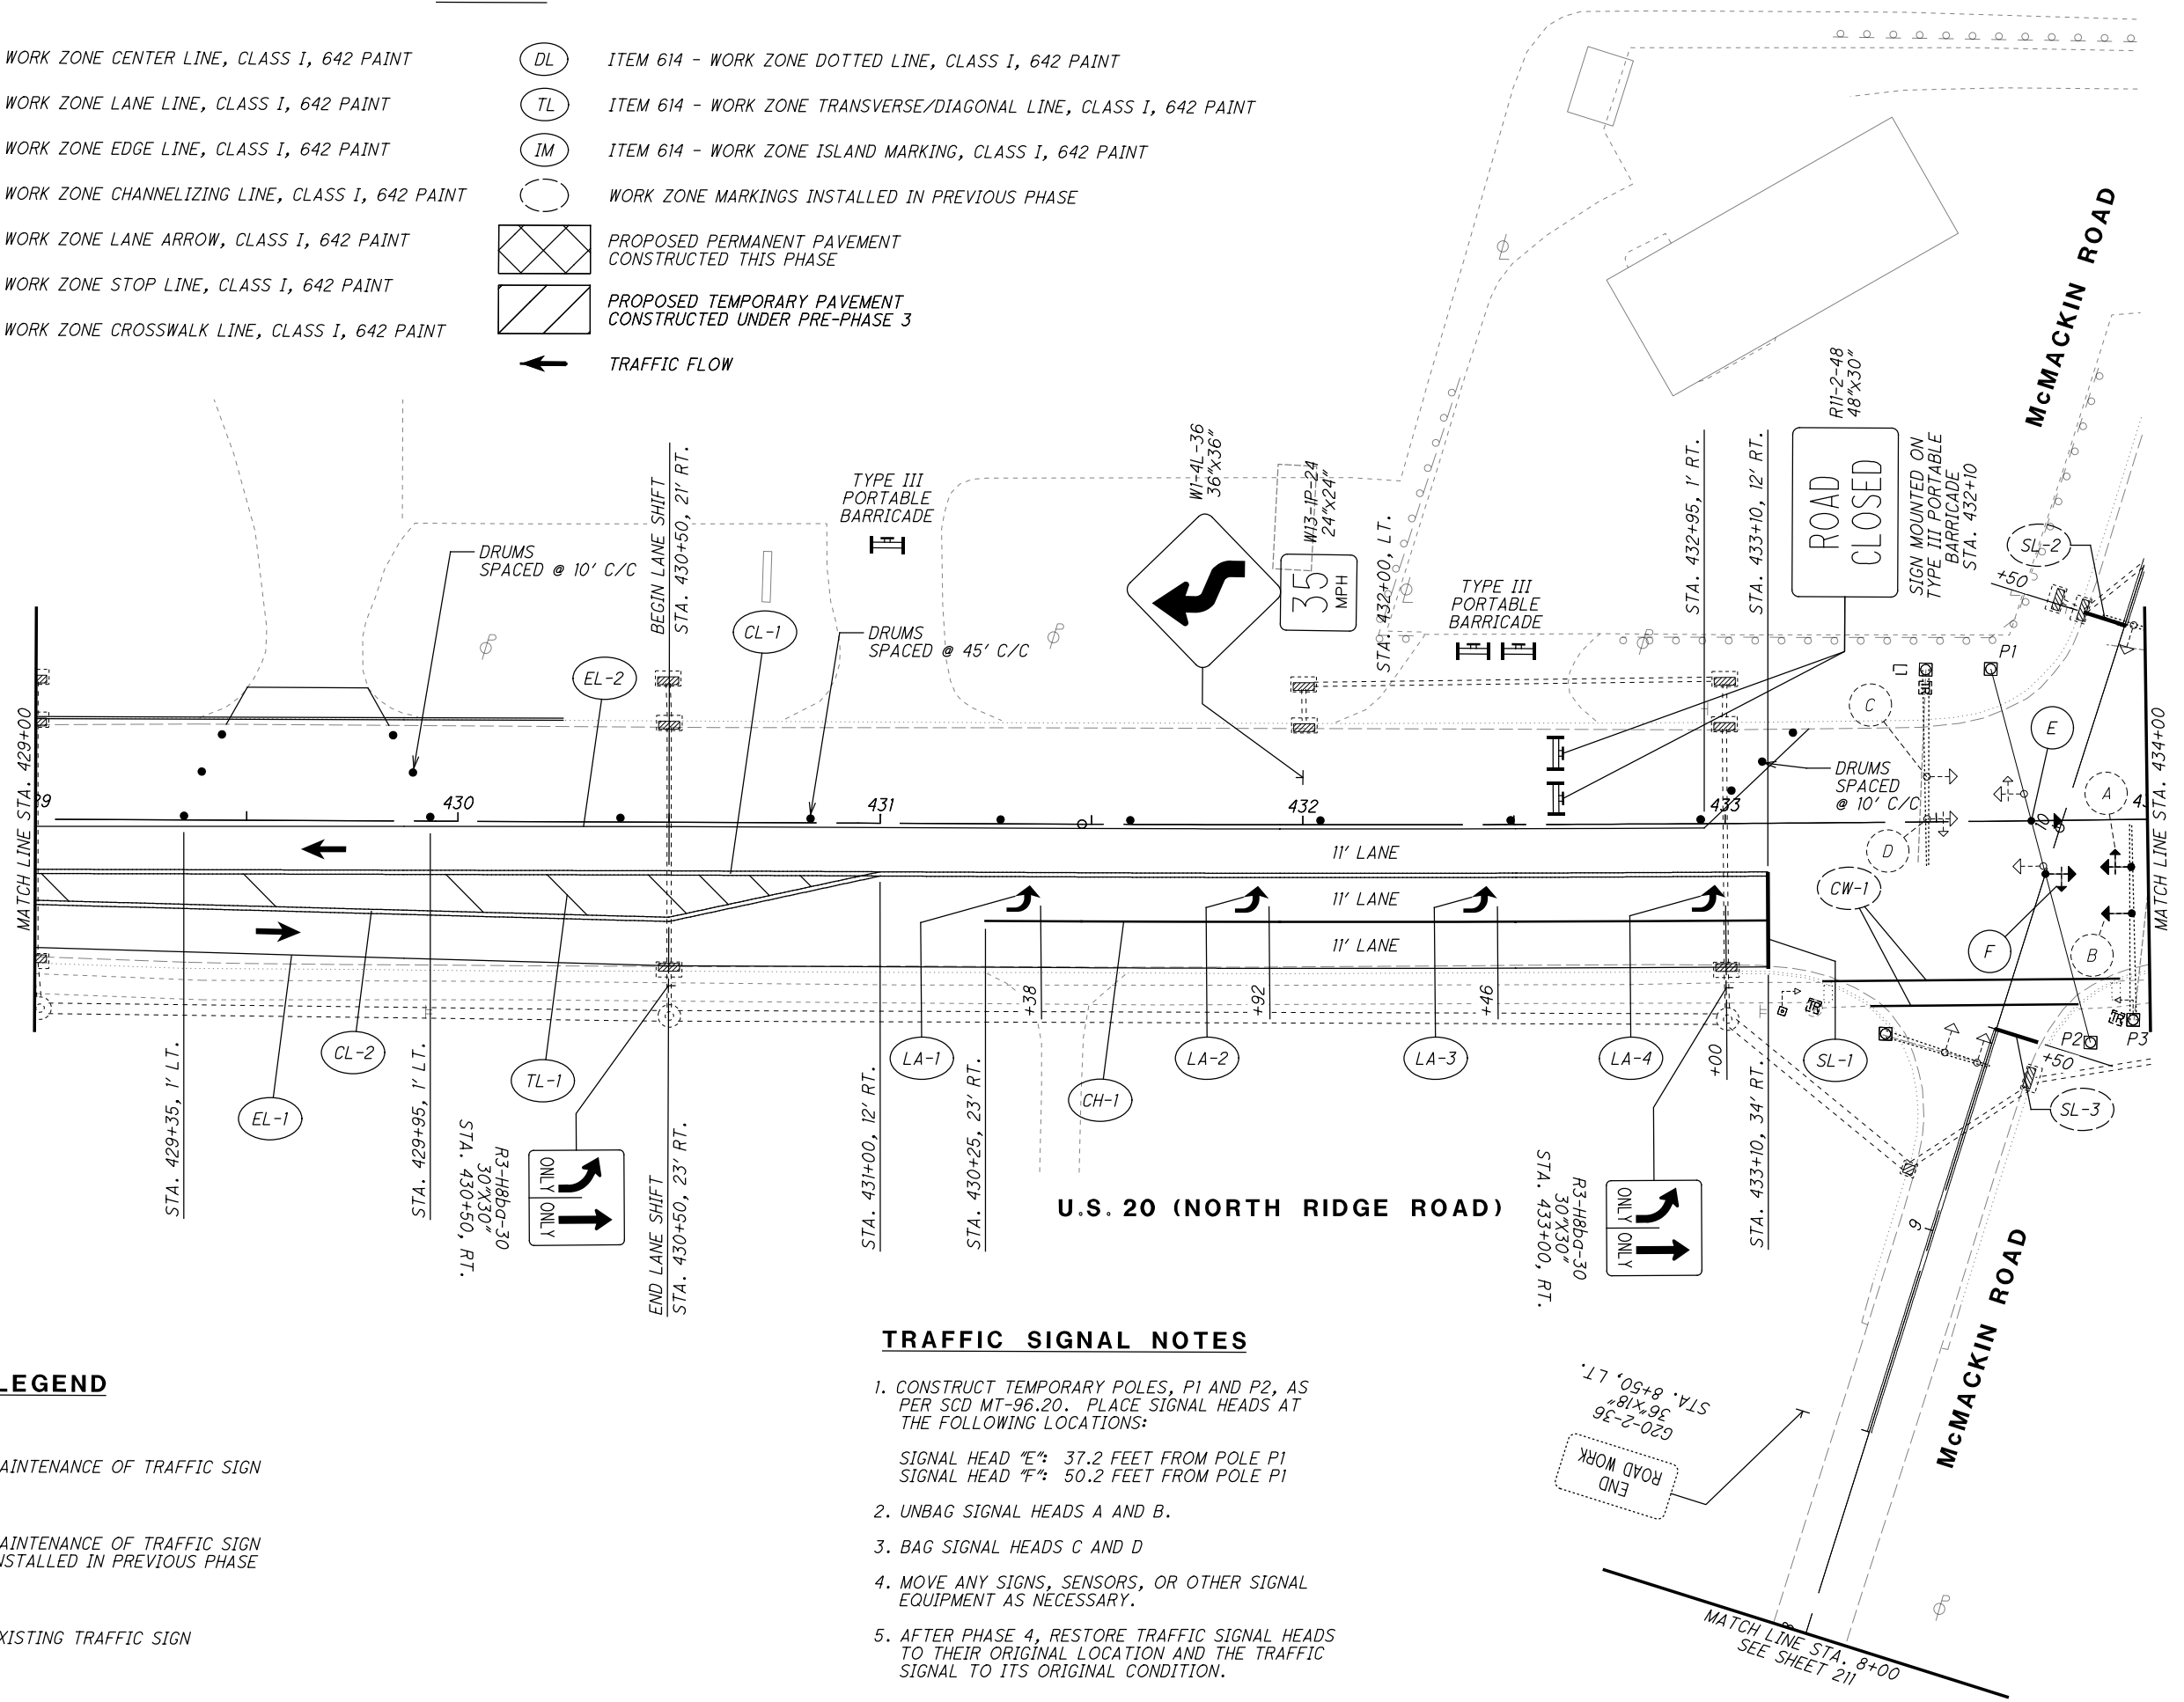 WORK ZONE CENTER LINE, CLASS I, 642 PAINT
WORK ZONE LANE LINE, CLASS I, 642 PAINT
WORK ZONE EDGE LINE, CLASS I, 642 PAINT
WORK ZONE CHANNELIZING LINE, CLASS I, 642 PAINT
WORK ZONE LANE ARROW, CLASS I, 642 PAINT
WORK ZONE STOP LINE, CLASS I, 642 PAINT
WORK ZONE CROSSWALK LINE, CLASS I, 642 PAINT
DL ITEM 614 - WORK ZONE DOTTED LINE, CLASS I, 642 PAINT
TL ITEM 614 - WORK ZONE TRANSVERSE/DIAGONAL LINE, CLASS I, 642 PAINT
IM ITEM 614 - WORK ZONE ISLAND MARKING, CLASS I, 642 PAINT
WORK ZONE MARKINGS INSTALLED IN PREVIOUS PHASE
PROPOSED PERMANENT PAVEMENT
CONSTRUCTED THIS PHASE
PROPOSED TEMPORARY PAVEMENT
CONSTRUCTED UNDER PRE-PHASE 3
TRAFFIC FLOW
McMACKIN ROAD
R11-2-48
48"x30"
ROAD
CLOSED
SIGN MOUNTED ON
TYPE III PORTABLE
BARRICADE
STA. 432+10
SL-2
+50
P1
L1
DRUMS
SPACED @ 10' C/C
BEGIN LANE SHIFT
STA. 430+50, 21' RT.
TYPE III
PORTABLE
BARRICADE
CL-1
DRUMS
SPACED @ 45' C/C
EL-2
W1-4L-36
36"x36"
W13-1P-24
24"x24"
35
MPH
STA. 432+00, LT.
TYPE III
PORTABLE
BARRICADE
STA. 432+95, 1' RT.
STA. 433+10, 12' RT.
C
E
A
DRUMS
SPACED
@ 10' C/C
D
CW-1
F
B
MATCH LINE STA. 429+00
MATCH LINE STA. 434+00
29
430
431
432
433
10
11' LANE
11' LANE
11' LANE
+38
+92
+46
+00
LA-1
LA-2
LA-3
LA-4
SL-1
CH-1
CL-2
TL-1
EL-1
P2
P3
+50
SL-3
STA. 429+35, 1' LT.
STA. 429+95, 1' LT.
R3-H8ba-30
30"X30"
STA. 430+50, RT.
ONLY
ONLY
END LANE SHIFT
STA. 430+50, 23' RT.
STA. 431+00, 12' RT.
STA. 430+25, 23' RT.
U.S. 20 (NORTH RIDGE ROAD)
R3-H8ba-30
30"X30"
STA. 433+00, RT.
ONLY
ONLY
STA. 433+10, 34' RT.
9
McMACKIN ROAD
G20-2-36
36"X18"
STA. 8+50, LT.
END
ROAD WORK
8
MATCH LINE STA. 8+00
SEE SHEET 211
TRAFFIC SIGNAL NOTES
1. CONSTRUCT TEMPORARY POLES, P1 AND P2, AS
PER SCD MT-96.20. PLACE SIGNAL HEADS AT
THE FOLLOWING LOCATIONS:
SIGNAL HEAD "E": 37.2 FEET FROM POLE P1
SIGNAL HEAD "F": 50.2 FEET FROM POLE P1
2. UNBAG SIGNAL HEADS A AND B.
3. BAG SIGNAL HEADS C AND D
4. MOVE ANY SIGNS, SENSORS, OR OTHER SIGNAL
EQUIPMENT AS NECESSARY.
5. AFTER PHASE 4, RESTORE TRAFFIC SIGNAL HEADS
TO THEIR ORIGINAL LOCATION AND THE TRAFFIC
SIGNAL TO ITS ORIGINAL CONDITION.
LEGEND
AINTENANCE OF TRAFFIC SIGN
AINTENANCE OF TRAFFIC SIGN
NSTALLED IN PREVIOUS PHASE
XISTING TRAFFIC SIGN